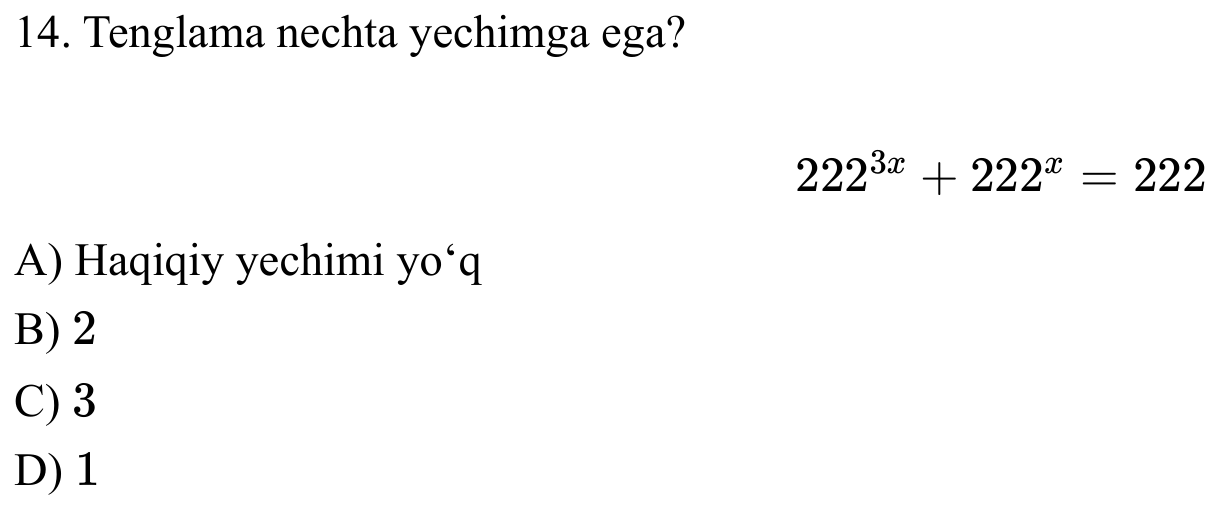 14. Tenglama nechta yechimga ega?
222^{3x} + 222^{x} = 222
A) Haqiqiy yechimi yo‘q
B) 2
C) 3
D) 1